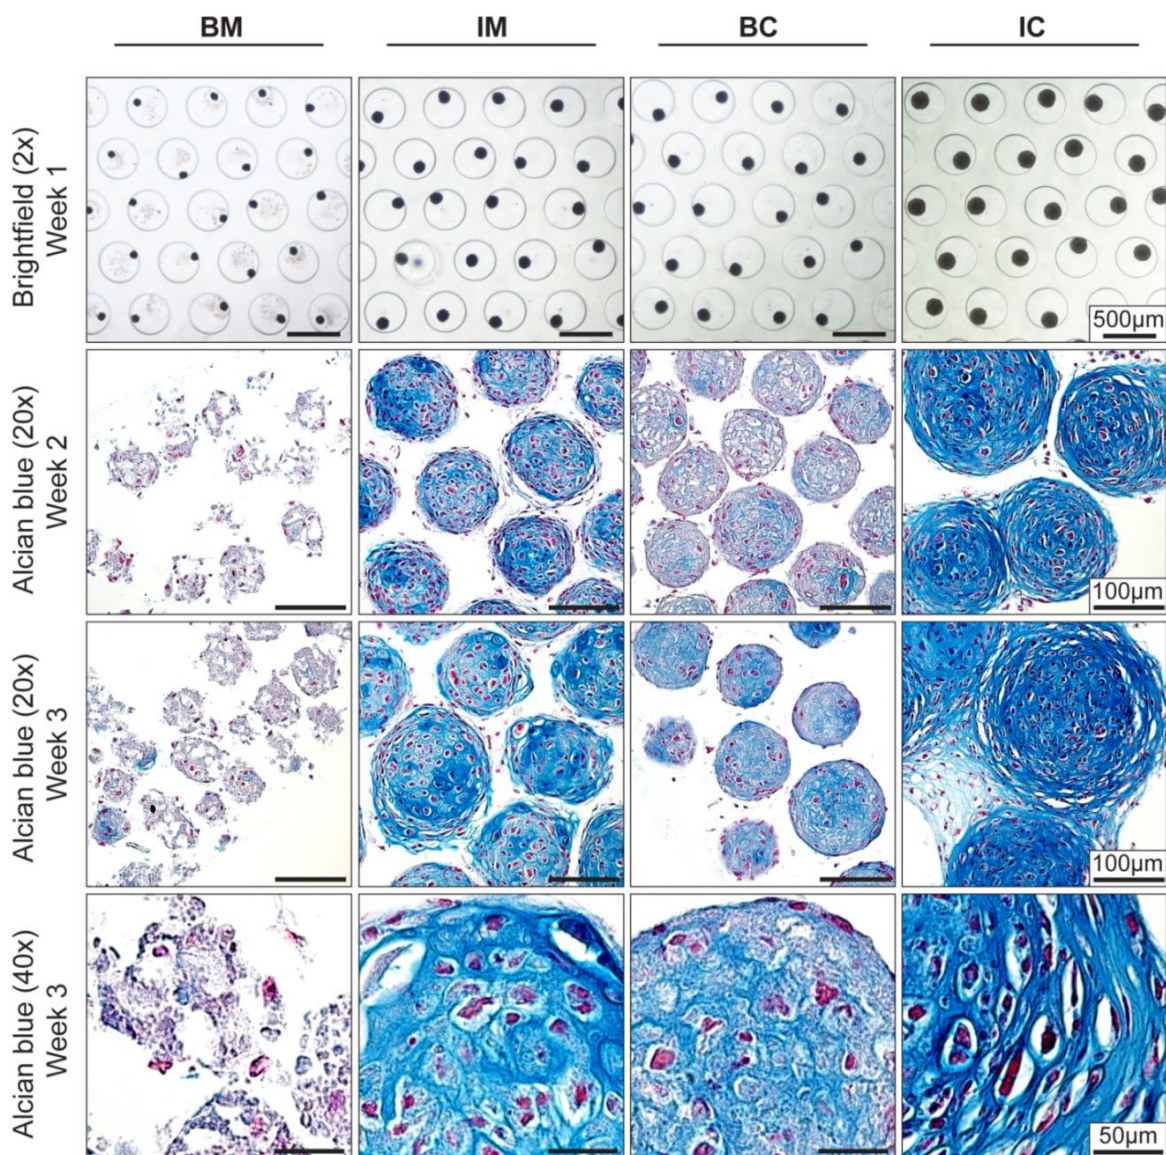 BM
IM
BC
IC
Brightfield (2x)
Week 1
500µm
Alcian blue (20x)
Week 2
100µm
Alcian blue (20x)
Week 3
100µm
Alcian blue (40x)
Week 3
50µm